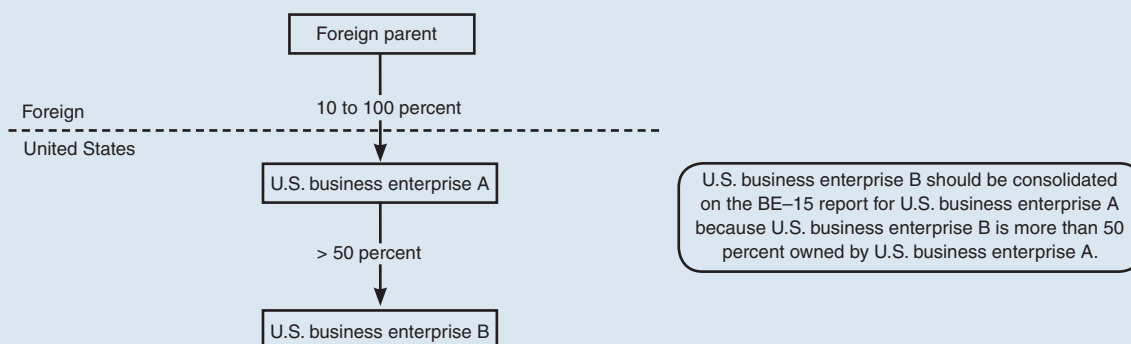 Foreign parent
Foreign
10 to 100 percent
United States
U.S. business enterprise A
U.S. business enterprise B should be consolidated
on the BE–15 report for U.S. business enterprise A
because U.S. business enterprise B is more than 50
percent owned by U.S. business enterprise A.
> 50 percent
U.S. business enterprise B